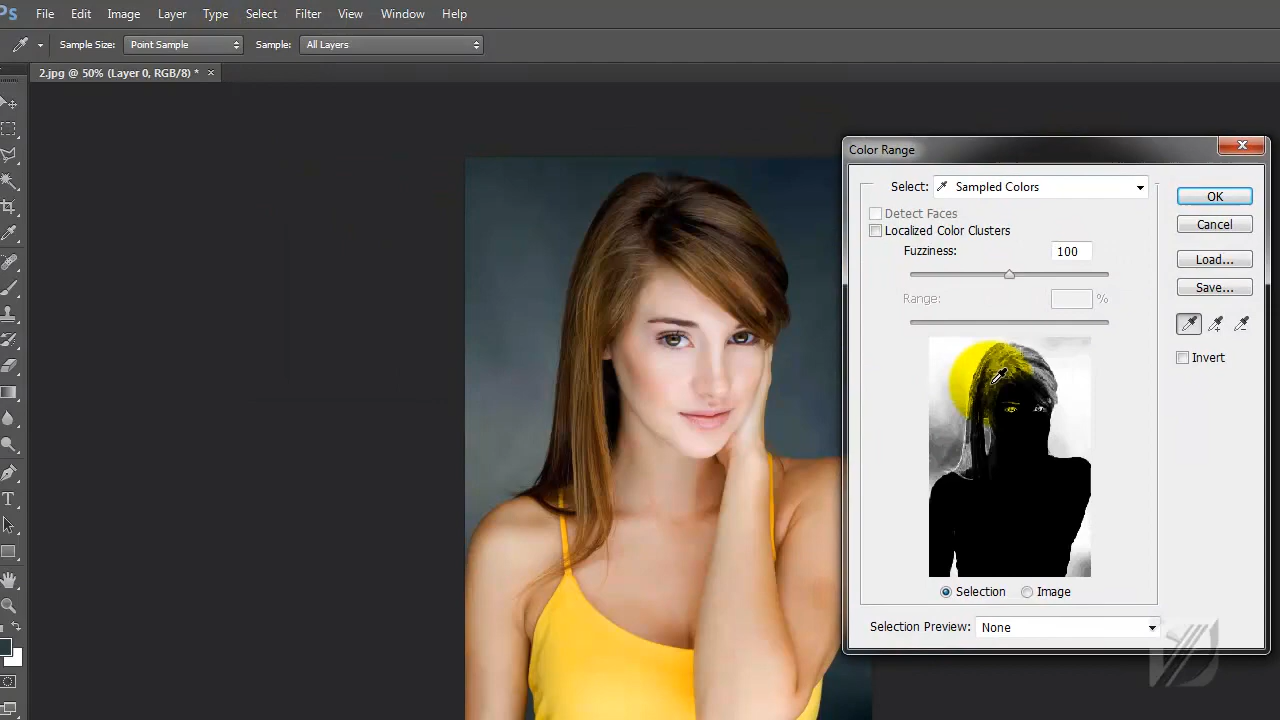 Ps File Edit Image Layer Type Select Filter View Window Help
Sample Size: Point Sample Sample: All Layers
2.jpg @ 50% (Layer 0, RGB/8) * ×
Color Range
Select: Sampled Colors
OK
Detect Faces
Cancel
Localized Color Clusters
Fuzziness: 100
Load...
Range: %
Save...
Invert
Selection Image
Selection Preview: None
T